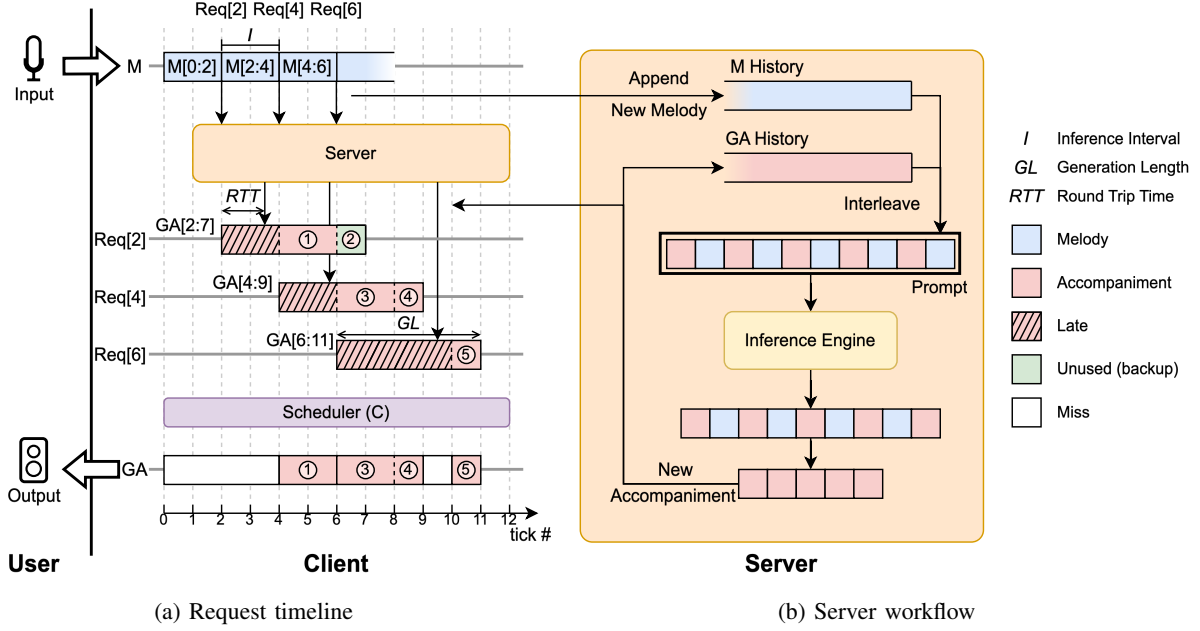 Req[2] Req[4] Req[6]
I
Input
M
M[0:2] M[2:4] M[4:6]
Server
RTT
GA[2:7]
Req[2]
1 2
GA[4:9]
Req[4]
3 4
GL
GA[6:11]
Req[6]
5
Scheduler (C)
GA
1 3 4 5
Output
0 1 2 3 4 5 6 7 8 9 10 11 12
tick #
User
Client
(a) Request timeline
M History
Append
New Melody
GA History
Interleave
Prompt
Inference Engine
New
Accompaniment
Server
(b) Server workflow
I Inference Interval
GL Generation Length
RTT Round Trip Time
Melody
Accompaniment
Late
Unused (backup)
Miss